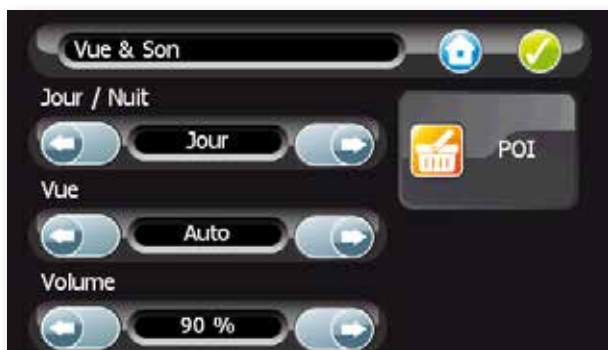 Vue & Son
Jour / Nuit
Jour
POI
Vue
Auto
Volume
90 %